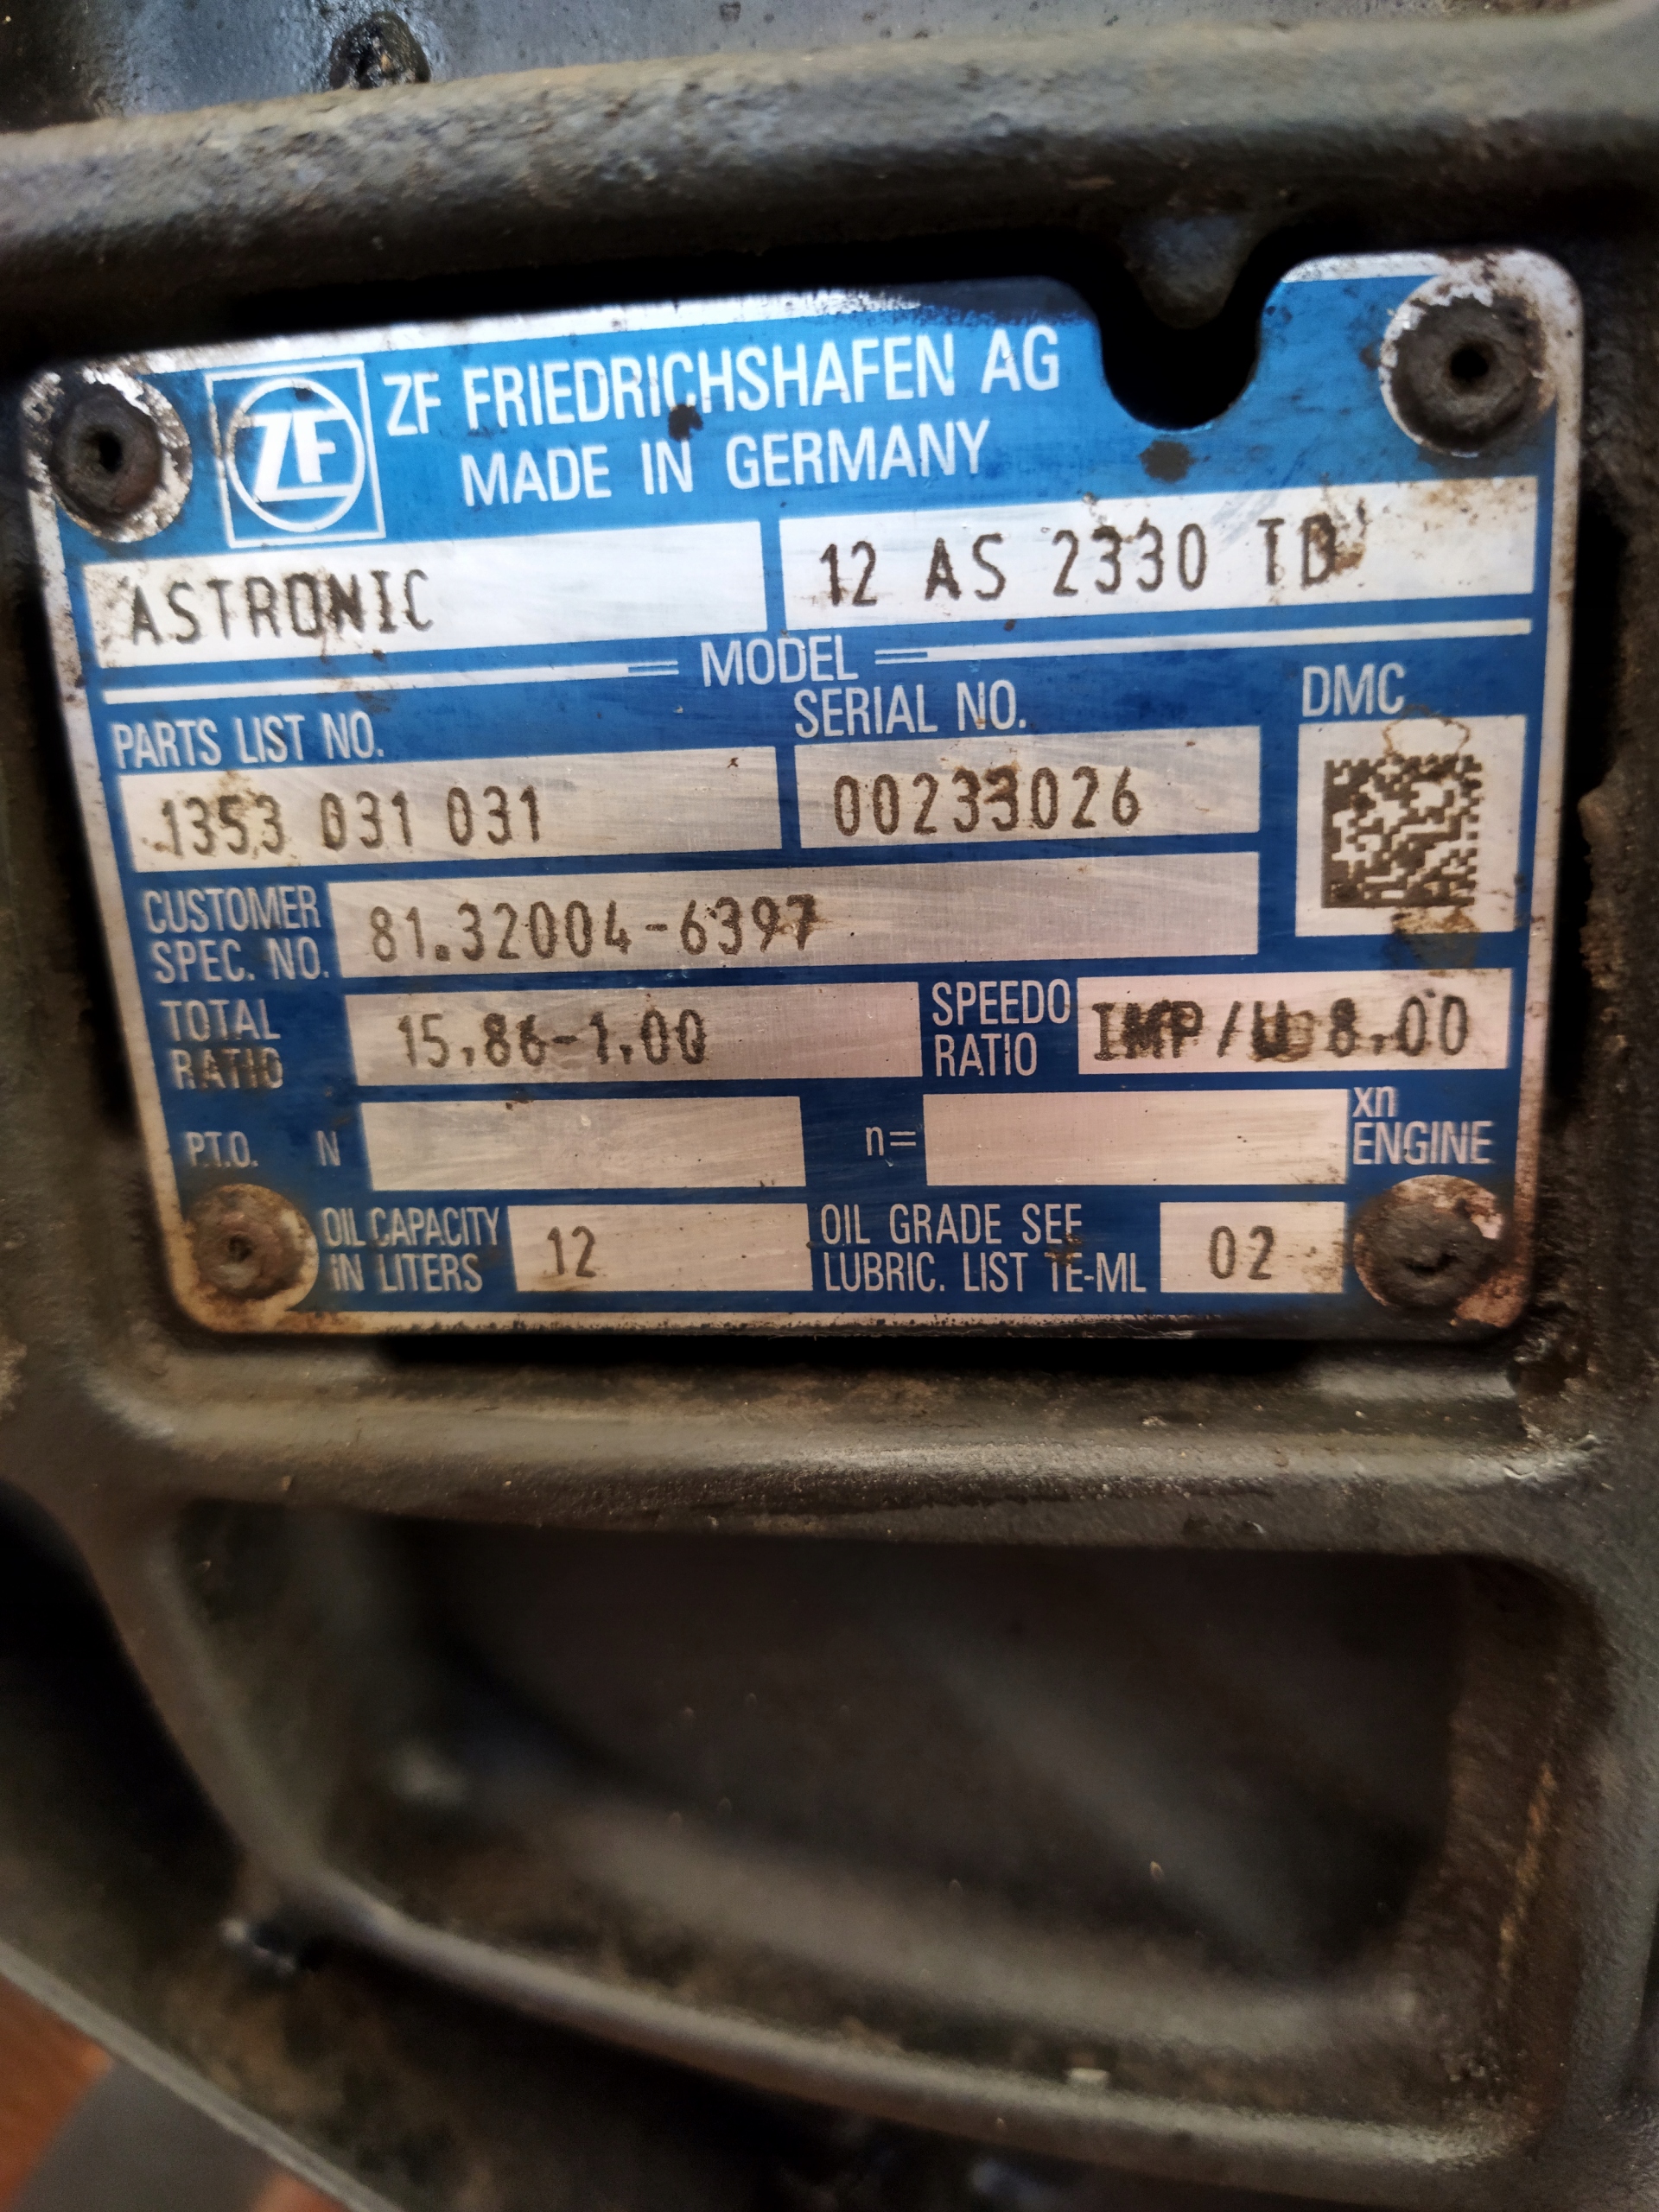 ZF
ZF FRIEDRICHSHAFEN AG
MADE IN GERMANY
ASTRONIC
12 AS 2330 TD
MODEL
PARTS LIST NO.
SERIAL NO.
DMC
1353 031 031
00233026
CUSTOMER
SPEC. NO.
81.32004-6397
TOTAL
RATIO
15.86-1.00
SPEEDO
RATIO
IMP/U 8.00
P.T.O. N
n=
xn
ENGINE
OIL CAPACITY
IN LITERS
12
OIL GRADE SEE
LUBRIC. LIST TE-ML
02